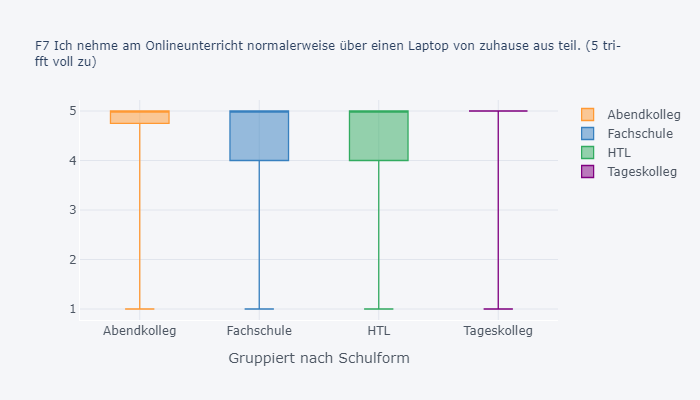 F7 Ich nehme am Onlineunterricht normalerweise über einen Laptop von zuhause aus teil. (5 tri-
fft voll zu)
5
4
3
2
1
Abendkolleg
Fachschule
HTL
Tageskolleg
Gruppiert nach Schulform
Abendkolleg
Fachschule
HTL
Tageskolleg